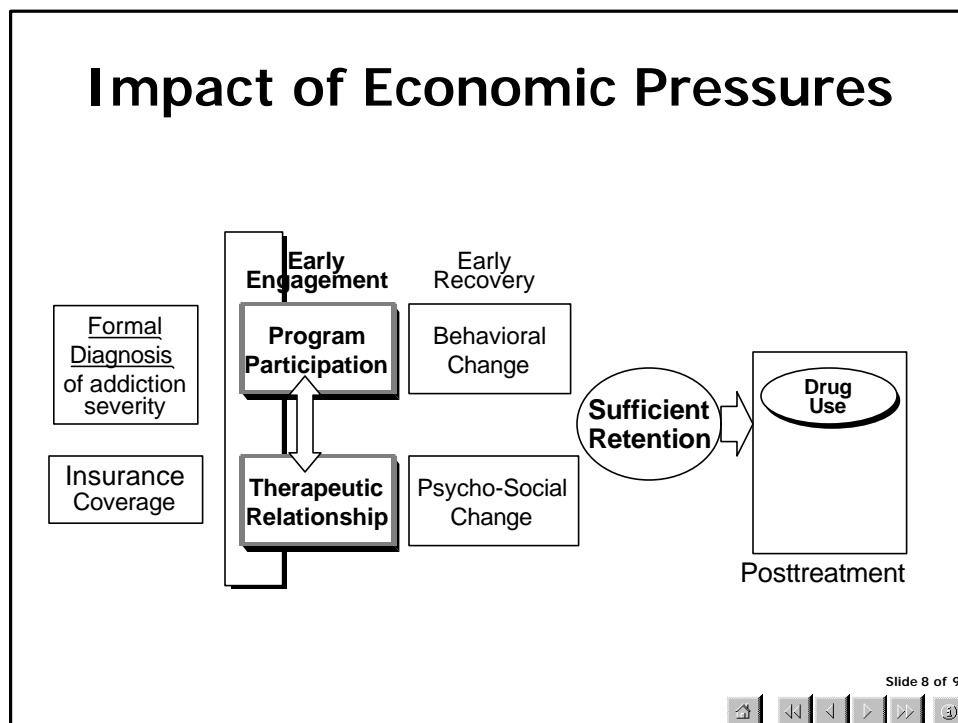 Impact of Economic Pressures
Early
Engagement
Early
Recovery
Formal
Diagnosis
of addiction
severity
Program
Participation
Behavioral
Change
Sufficient
Retention
Drug
Use
Insurance
Coverage
Therapeutic
Relationship
Psycho-Social
Change
Posttreatment
Slide 8 of 9